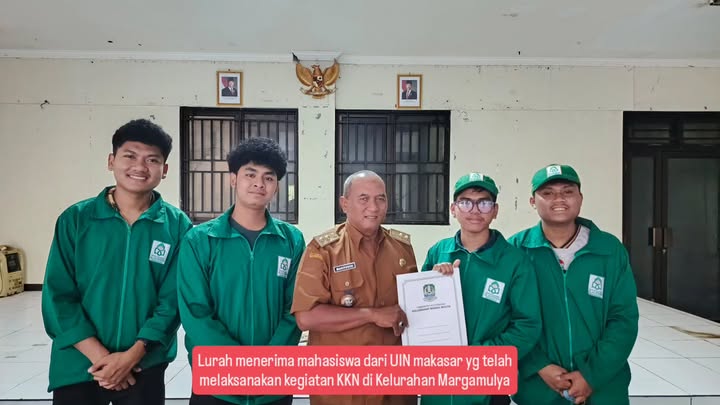 Lurah menerima mahasiswa dari UIN makasar yg telah
melaksanakan kegiatan KKN di Kelurahan Margamulya